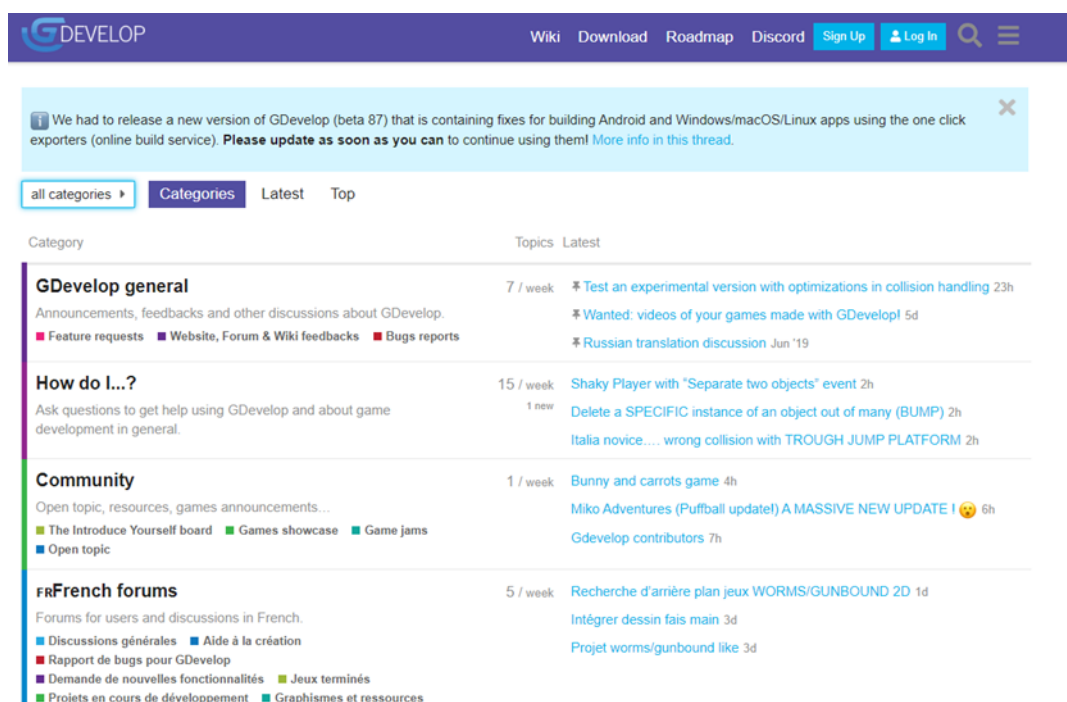 GDEVELOP Wiki Download Roadmap Discord Sign Up Log In
We had to release a new version of GDevelop (beta 87) that is containing fixes for building Android and Windows/macOS/Linux apps using the one click
exporters (online build service). Please update as soon as you can to continue using them! More info in this thread.
all categories Categories Latest Top
Category Topics Latest
GDevelop general
Announcements, feedbacks and other discussions about GDevelop.
Feature requests Website, Forum & Wiki feedbacks Bugs reports
7 / week
Test an experimental version with optimizations in collision handling 23h
Wanted: videos of your games made with GDevelop! 5d
Russian translation discussion Jun '19
How do I...?
Ask questions to get help using GDevelop and about game
development in general.
15 / week
1 new
Shaky Player with "Separate two objects" event 2h
Delete a SPECIFIC instance of an object out of many (BUMP) 2h
Italia novice.... wrong collision with TROUGH JUMP PLATFORM 2h
Community
Open topic, resources, games announcements...
The Introduce Yourself board Games showcase Game jams
Open topic
1 / week
Bunny and carrots game 4h
Miko Adventures (Puffball update!) A MASSIVE NEW UPDATE ! 😮 6h
Gdevelop contributors 7h
FRFrench forums
Forums for users and discussions in French.
Discussions générales Aide à la création
Rapport de bugs pour GDevelop
Demande de nouvelles fonctionnalités Jeux terminés
Projets en cours de développement Graphismes et ressources
5 / week
Recherche d'arrière plan jeux WORMS/GUNBOUND 2D 1d
Intégrer dessin fais main 3d
Projet worms/gunbound like 3d